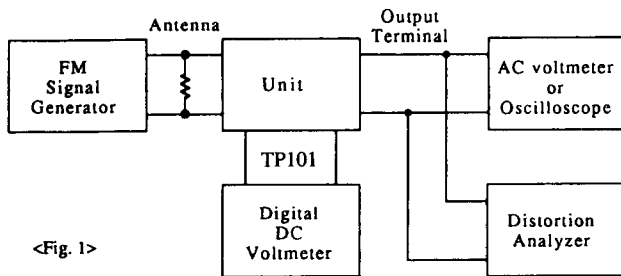 Antenna
Output
Terminal
FM
Signal
Generator
Unit
AC voltmeter
or
Oscilloscope
TP101
Digital
DC
Voltmeter
Distortion
Analyzer
<Fig. 1>